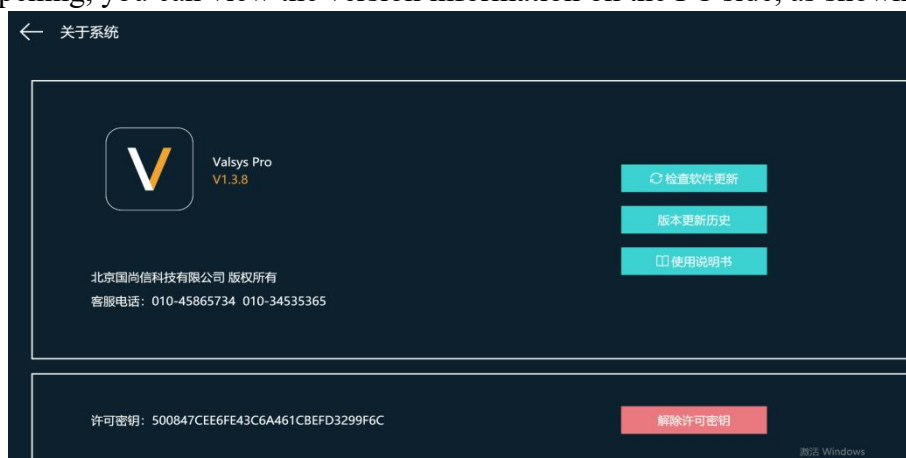 pening, you can view the version information on the PC side, as shown
关于系统
Valsys Pro
V1.3.8
检查软件更新
版本更新历史
使用说明书
北京国尚信科技有限公司 版权所有
客服电话：010-45865734 010-34535365
许可密钥：500847CEE6FE43C6A461CBEFD3299F6C
解除许可密钥
激活 Windows